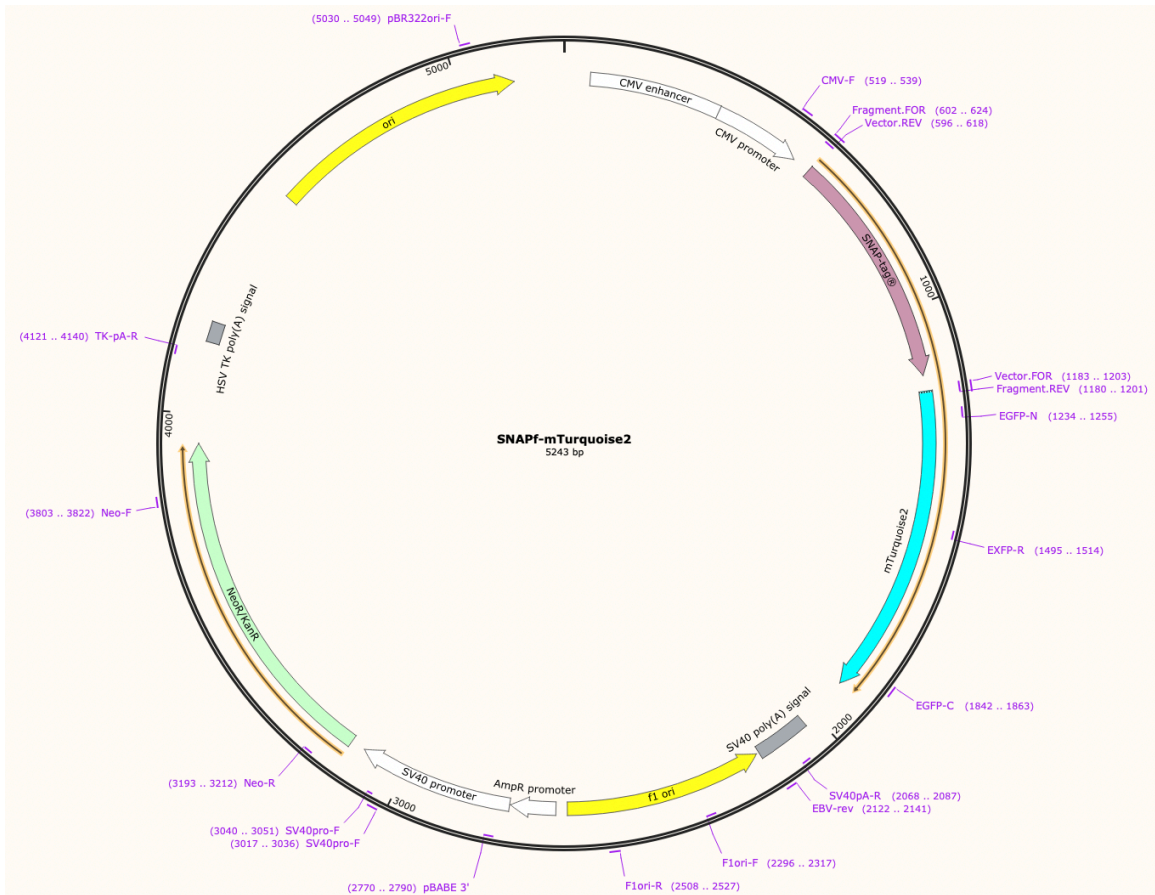 (5030 .. 5049) pBR322ori-F
5000
ori
CMV enhancer
CMV promoter
CMV-F (519 .. 539)
Fragment.FOR (602 .. 624)
Vector.REV (596 .. 618)
SNAP-tag®
1000
Vector.FOR (1183 .. 1203)
Fragment.REV (1180 .. 1201)
EGFP-N (1234 .. 1255)
HSV TK poly(A) signal
(4121 .. 4140) TK-pA-R
4000
SNAPf-mTurquoise2
5243 bp
mTurquoise2
EXFP-R (1495 .. 1514)
(3803 .. 3822) Neo-F
NeoR/KanR
EGFP-C (1842 .. 1863)
2000
SV40 poly(A) signal
(3193 .. 3212) Neo-R
SV40 promoter
AmpR promoter
f1 ori
SV40pA-R (2068 .. 2087)
EBV-rev (2122 .. 2141)
3000
(3040 .. 3051) SV40pro-F
(3017 .. 3036) SV40pro-F
F1ori-F (2296 .. 2317)
(2770 .. 2790) pBABE 3'
F1ori-R (2508 .. 2527)